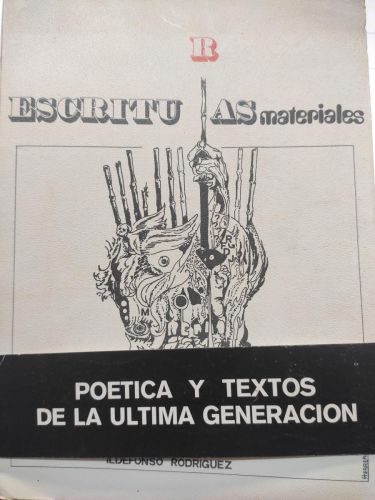 R
ESCRITU AS materiales
POETICA Y TEXTOS
DE LA ULTIMA GENERACION
ILDEFONSO RODRIGUEZ